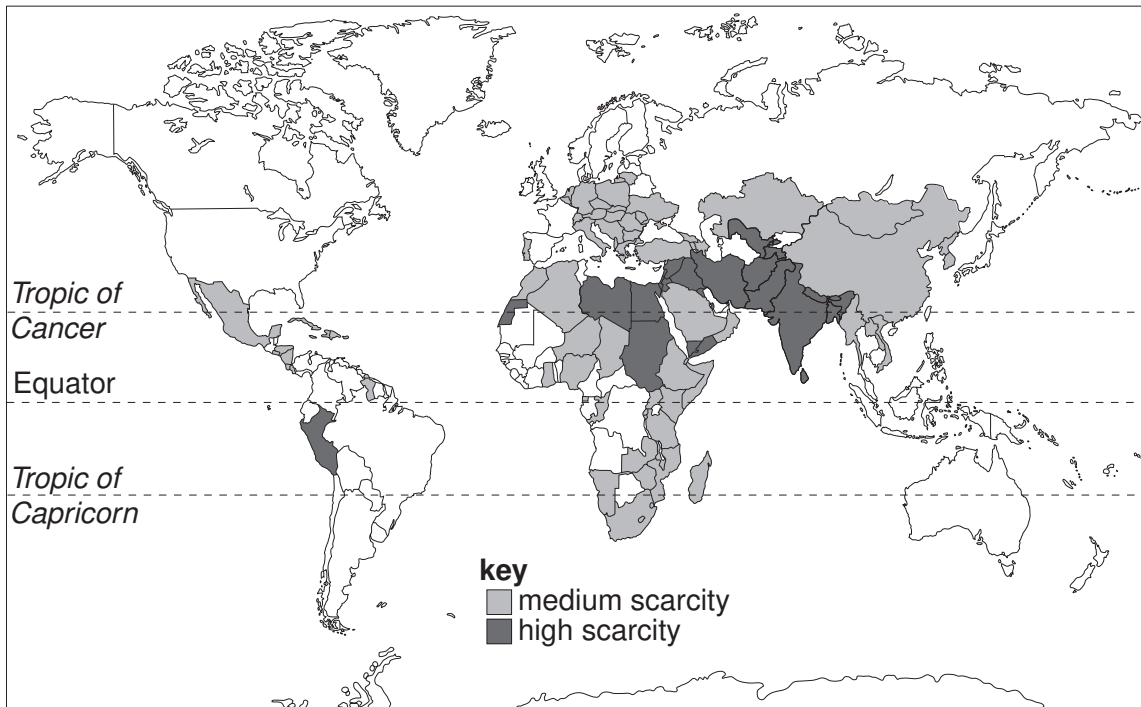 Tropic of
Cancer
Equator
Tropic of
Capricorn
key
medium scarcity
high scarcity